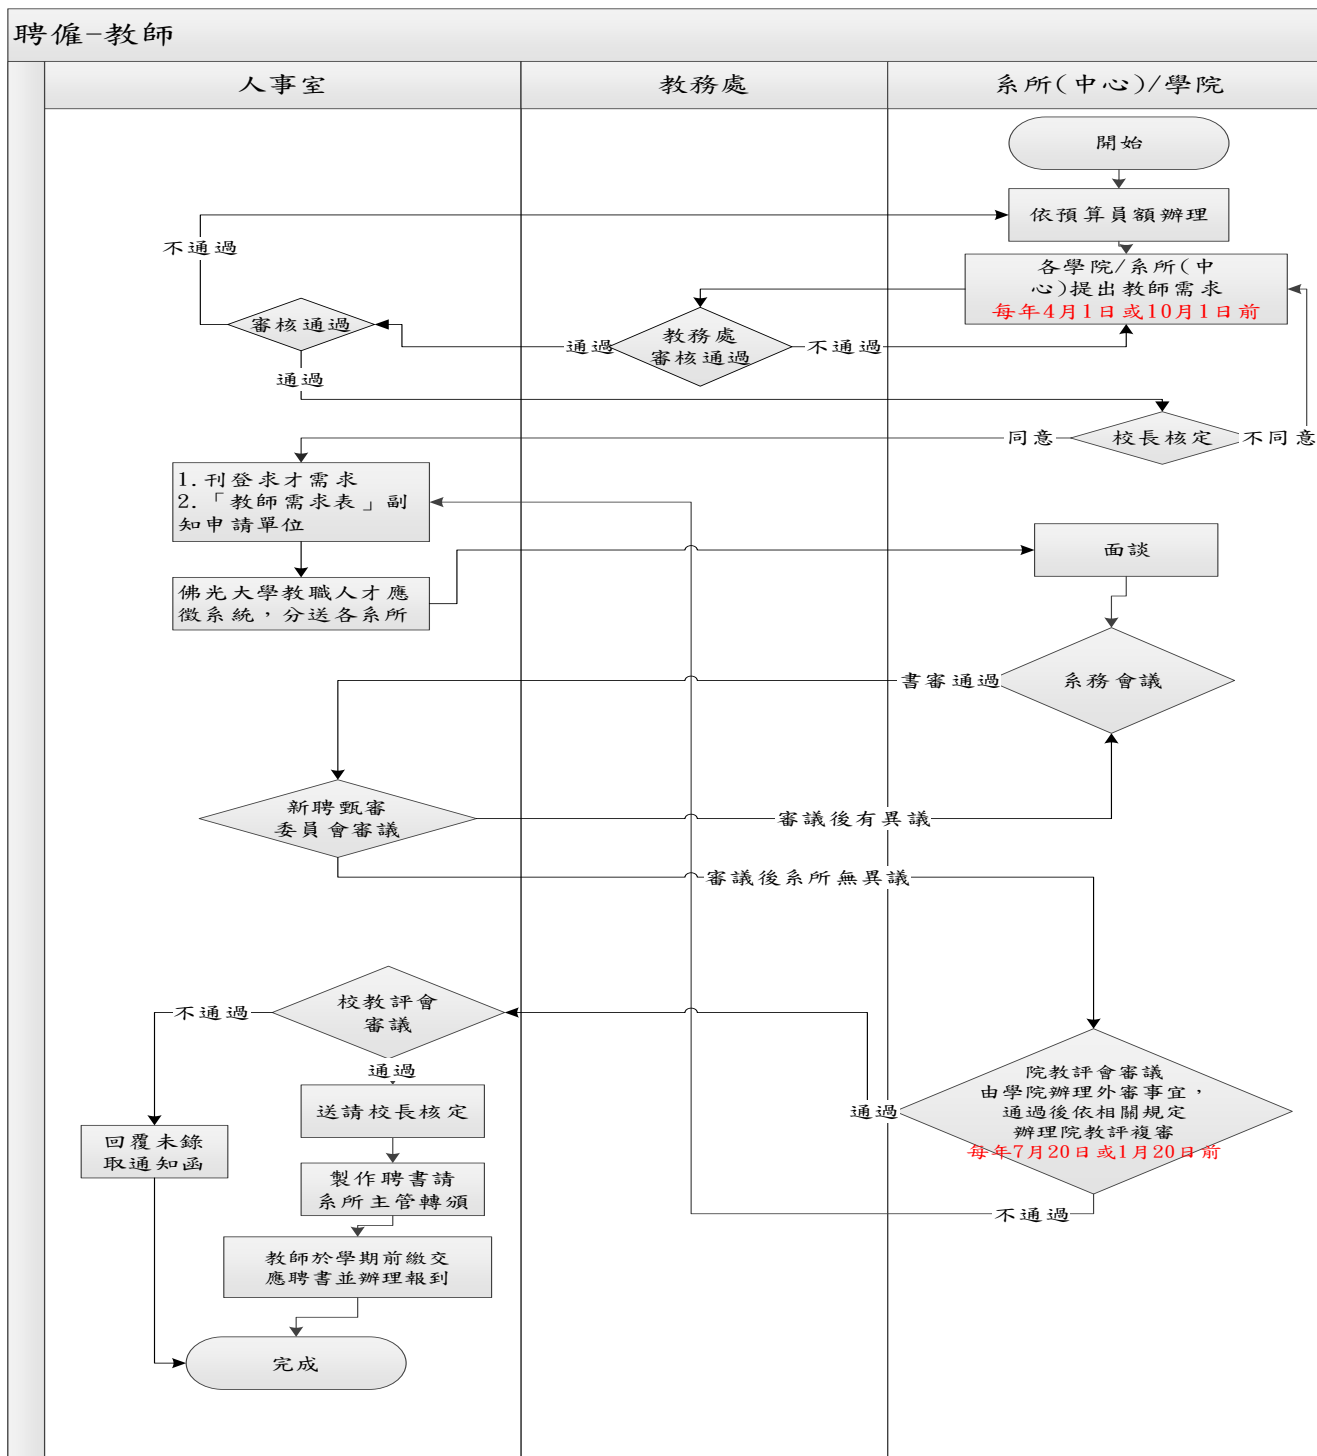 聘僱-教師
人事室
教務處
系所(中心)/學院
開始
依預算員額辦理
不通過
各學院/系所(中
心)提出教師需求
每年4月1日或10月1日前
審核通過
通過
教務處
審核通過
不通過
通過
同意
校長核定
不同意
1.刊登求才需求
2.「教師需求表」副
知申請單位
面談
佛光大學教職人才應
徵系統，分送各系所
書審通過
系務會議
新聘甄審
委員會審議
審議後有異議
審議後系所無異議
不通過
校教評會
審議
通過
院教評會審議
由學院辦理外審事宜，
通過後依相關規定
辦理院教評複審
每年7月20日或1月20日前
通過
送請校長核定
回覆未錄
取通知函
製作聘書請
系所主管轉頒
不通過
教師於學期前繳交
應聘書並辦理報到
完成